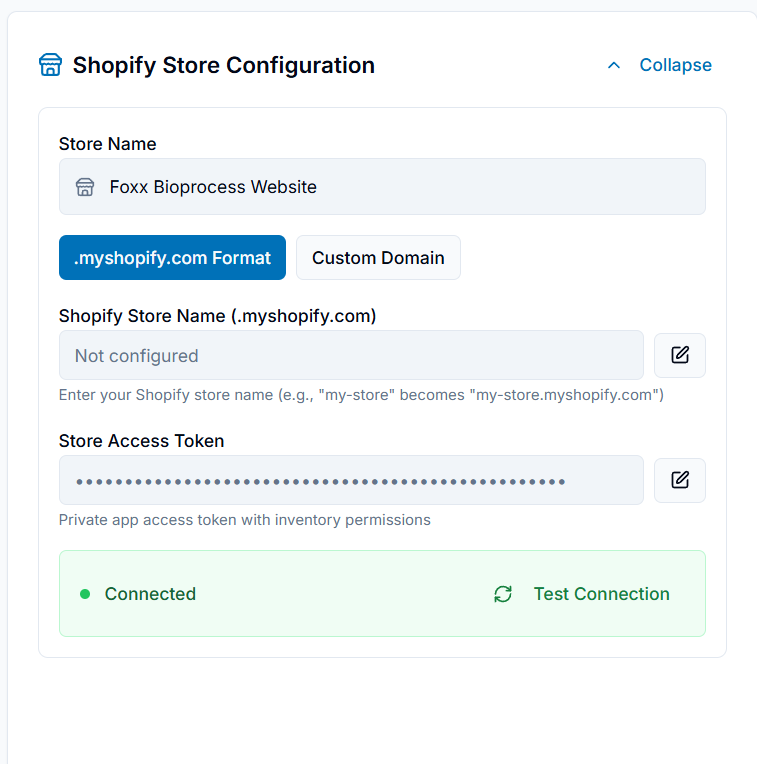 Shopify Store Configuration
Collapse
Store Name
Foxx Bioprocess Website
.myshopify.com Format
Custom Domain
Shopify Store Name (.myshopify.com)
Not configured
Enter your Shopify store name (e.g., "my-store" becomes "my-store.myshopify.com")
Store Access Token
••••••••••••••••••••••••••••••••••••••
Private app access token with inventory permissions
Connected
Test Connection